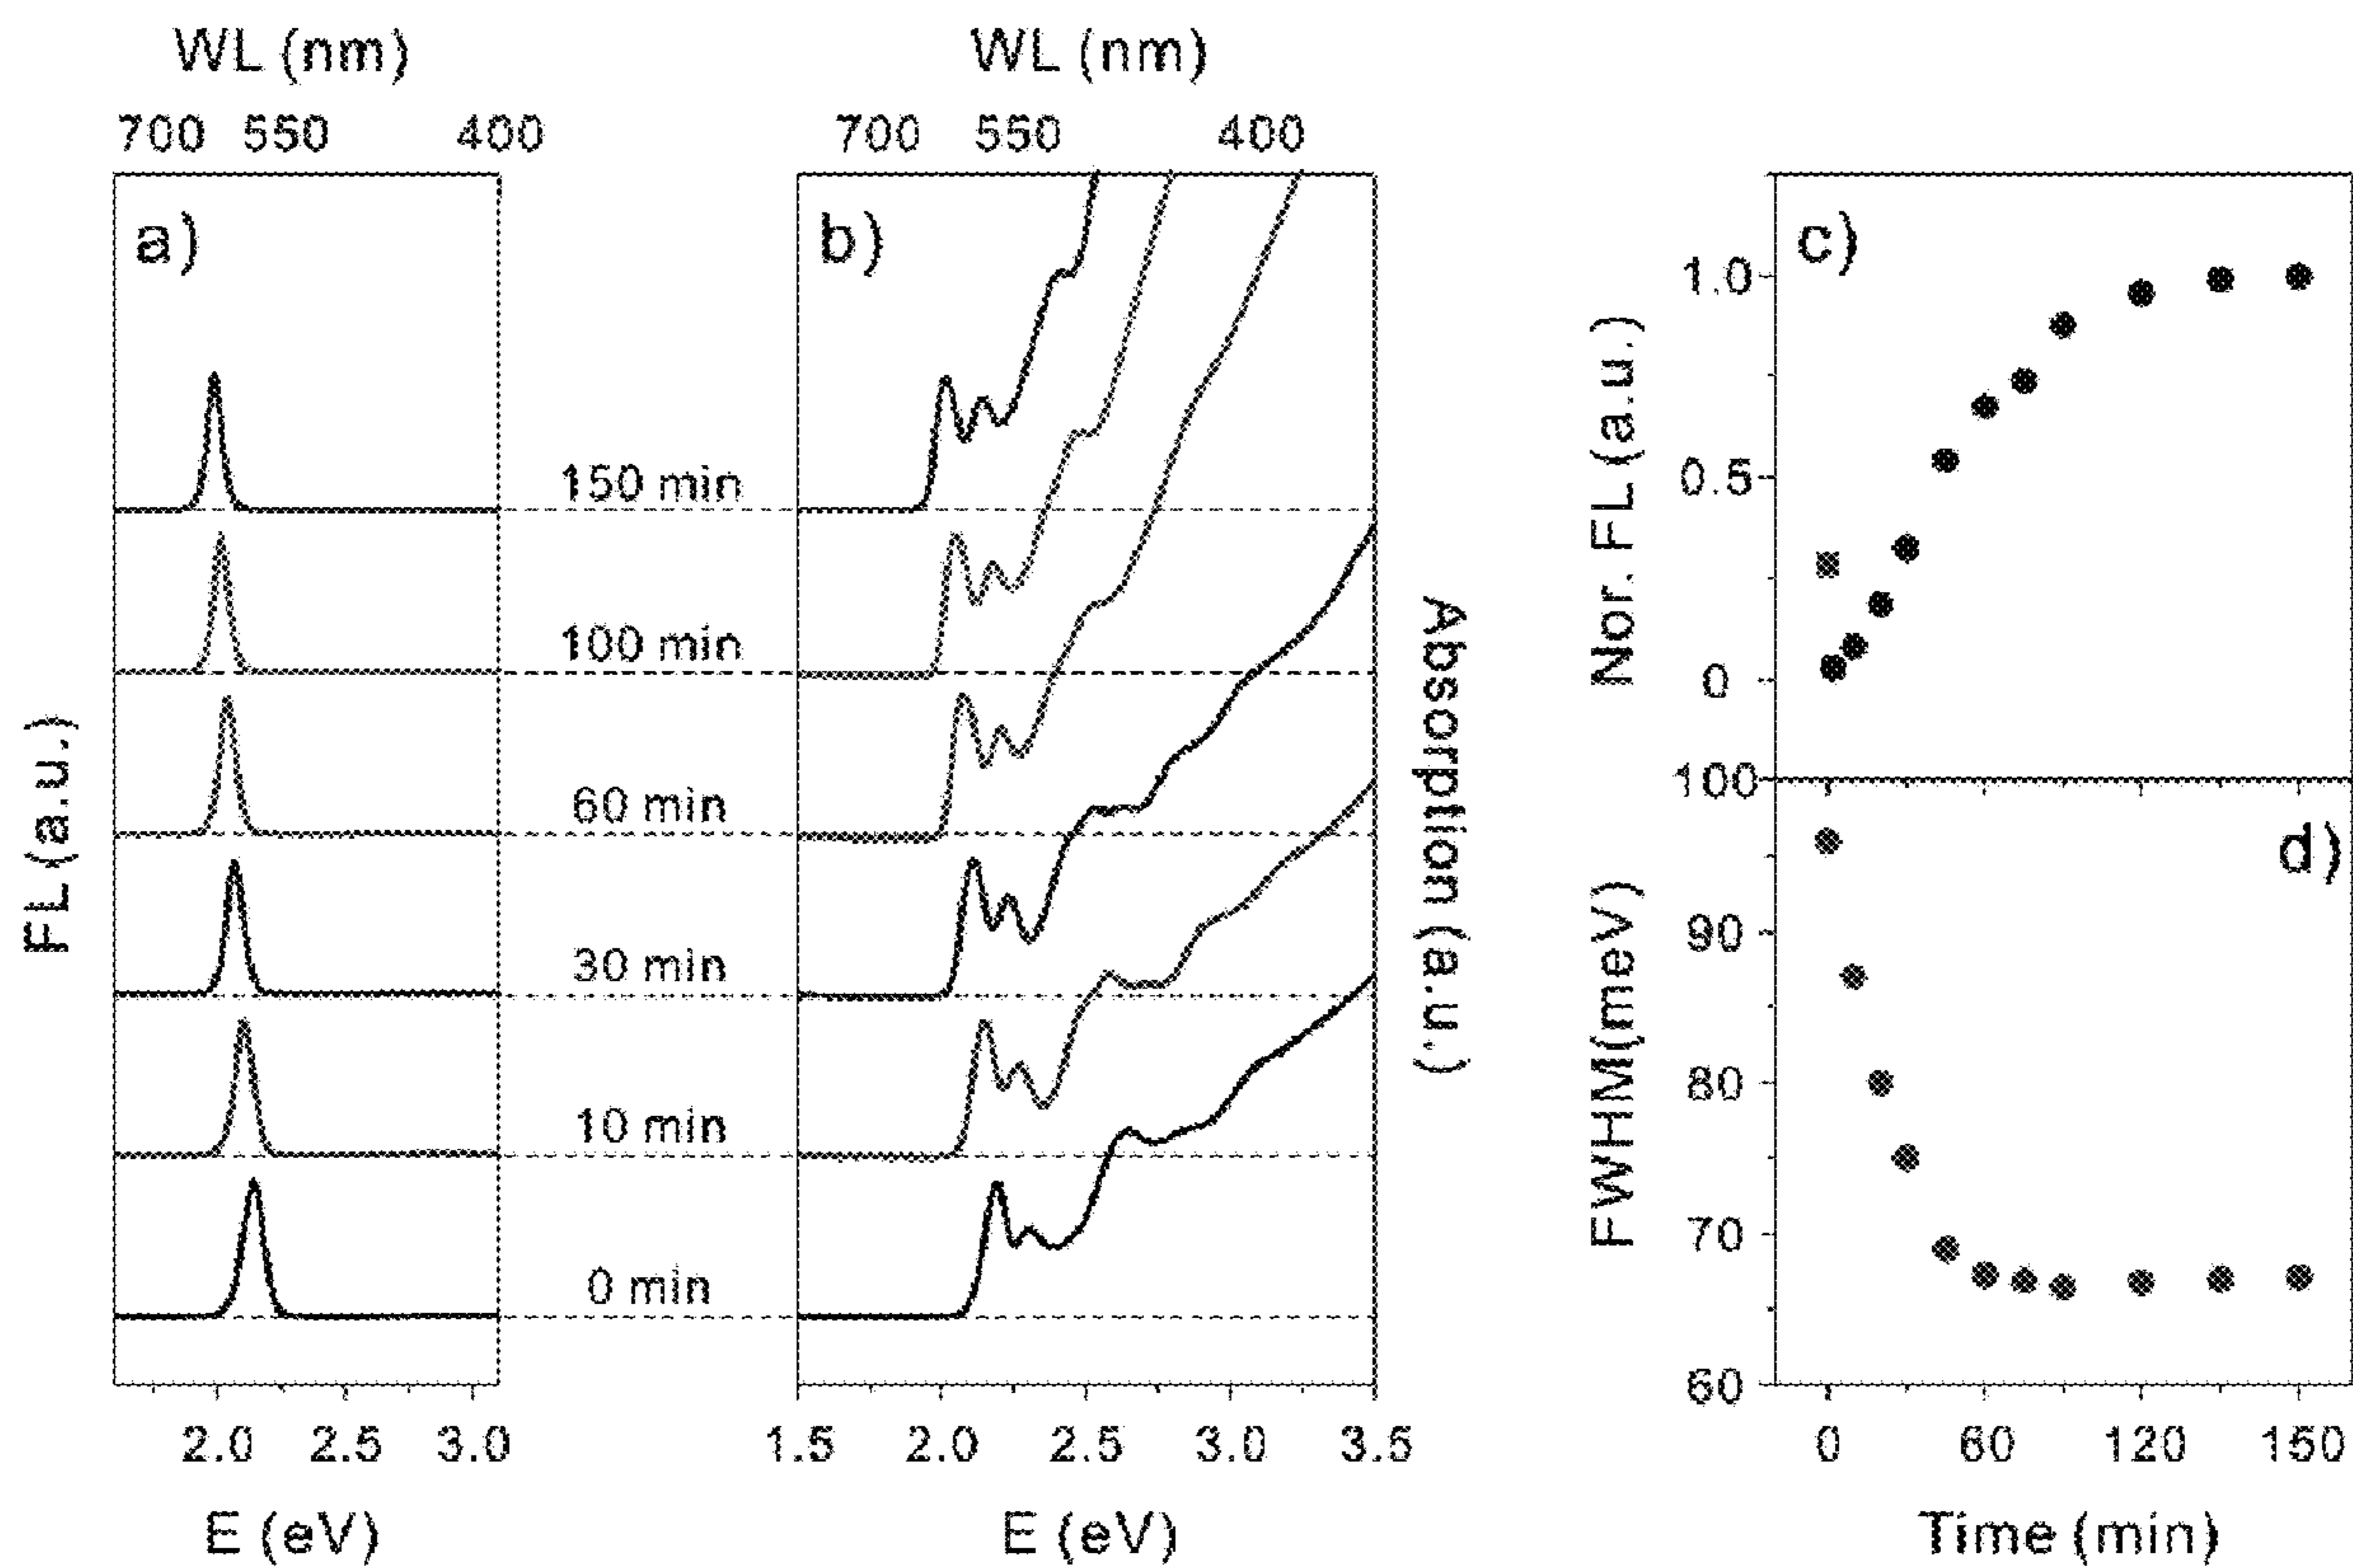 WL (nm)
700 550 400
a)
FL (a.u.)
2.0 2.5 3.0
E (eV)
150 min
100 min
60 min
30 min
10 min
0 min
WL (nm)
700 550 400
b)
Absorption (a.u.)
1.5 2.0 2.5 3.0 3.5
E (eV)
c)
Nor. FL (a.u.)
1.0
0.5
0
d)
FWHM(meV)
100
90
80
70
60
0 60 120 150
Time (min)